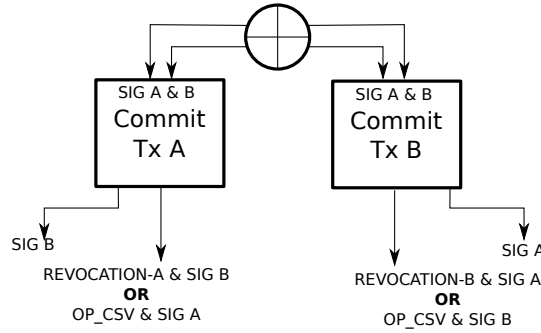 SIG A & B
Commit
Tx A
SIG A & B
Commit
Tx B
SIG B
REVOCATION-A & SIG B
OR
OP_CSV & SIG A
SIG A
REVOCATION-B & SIG A
OR
OP_CSV & SIG B